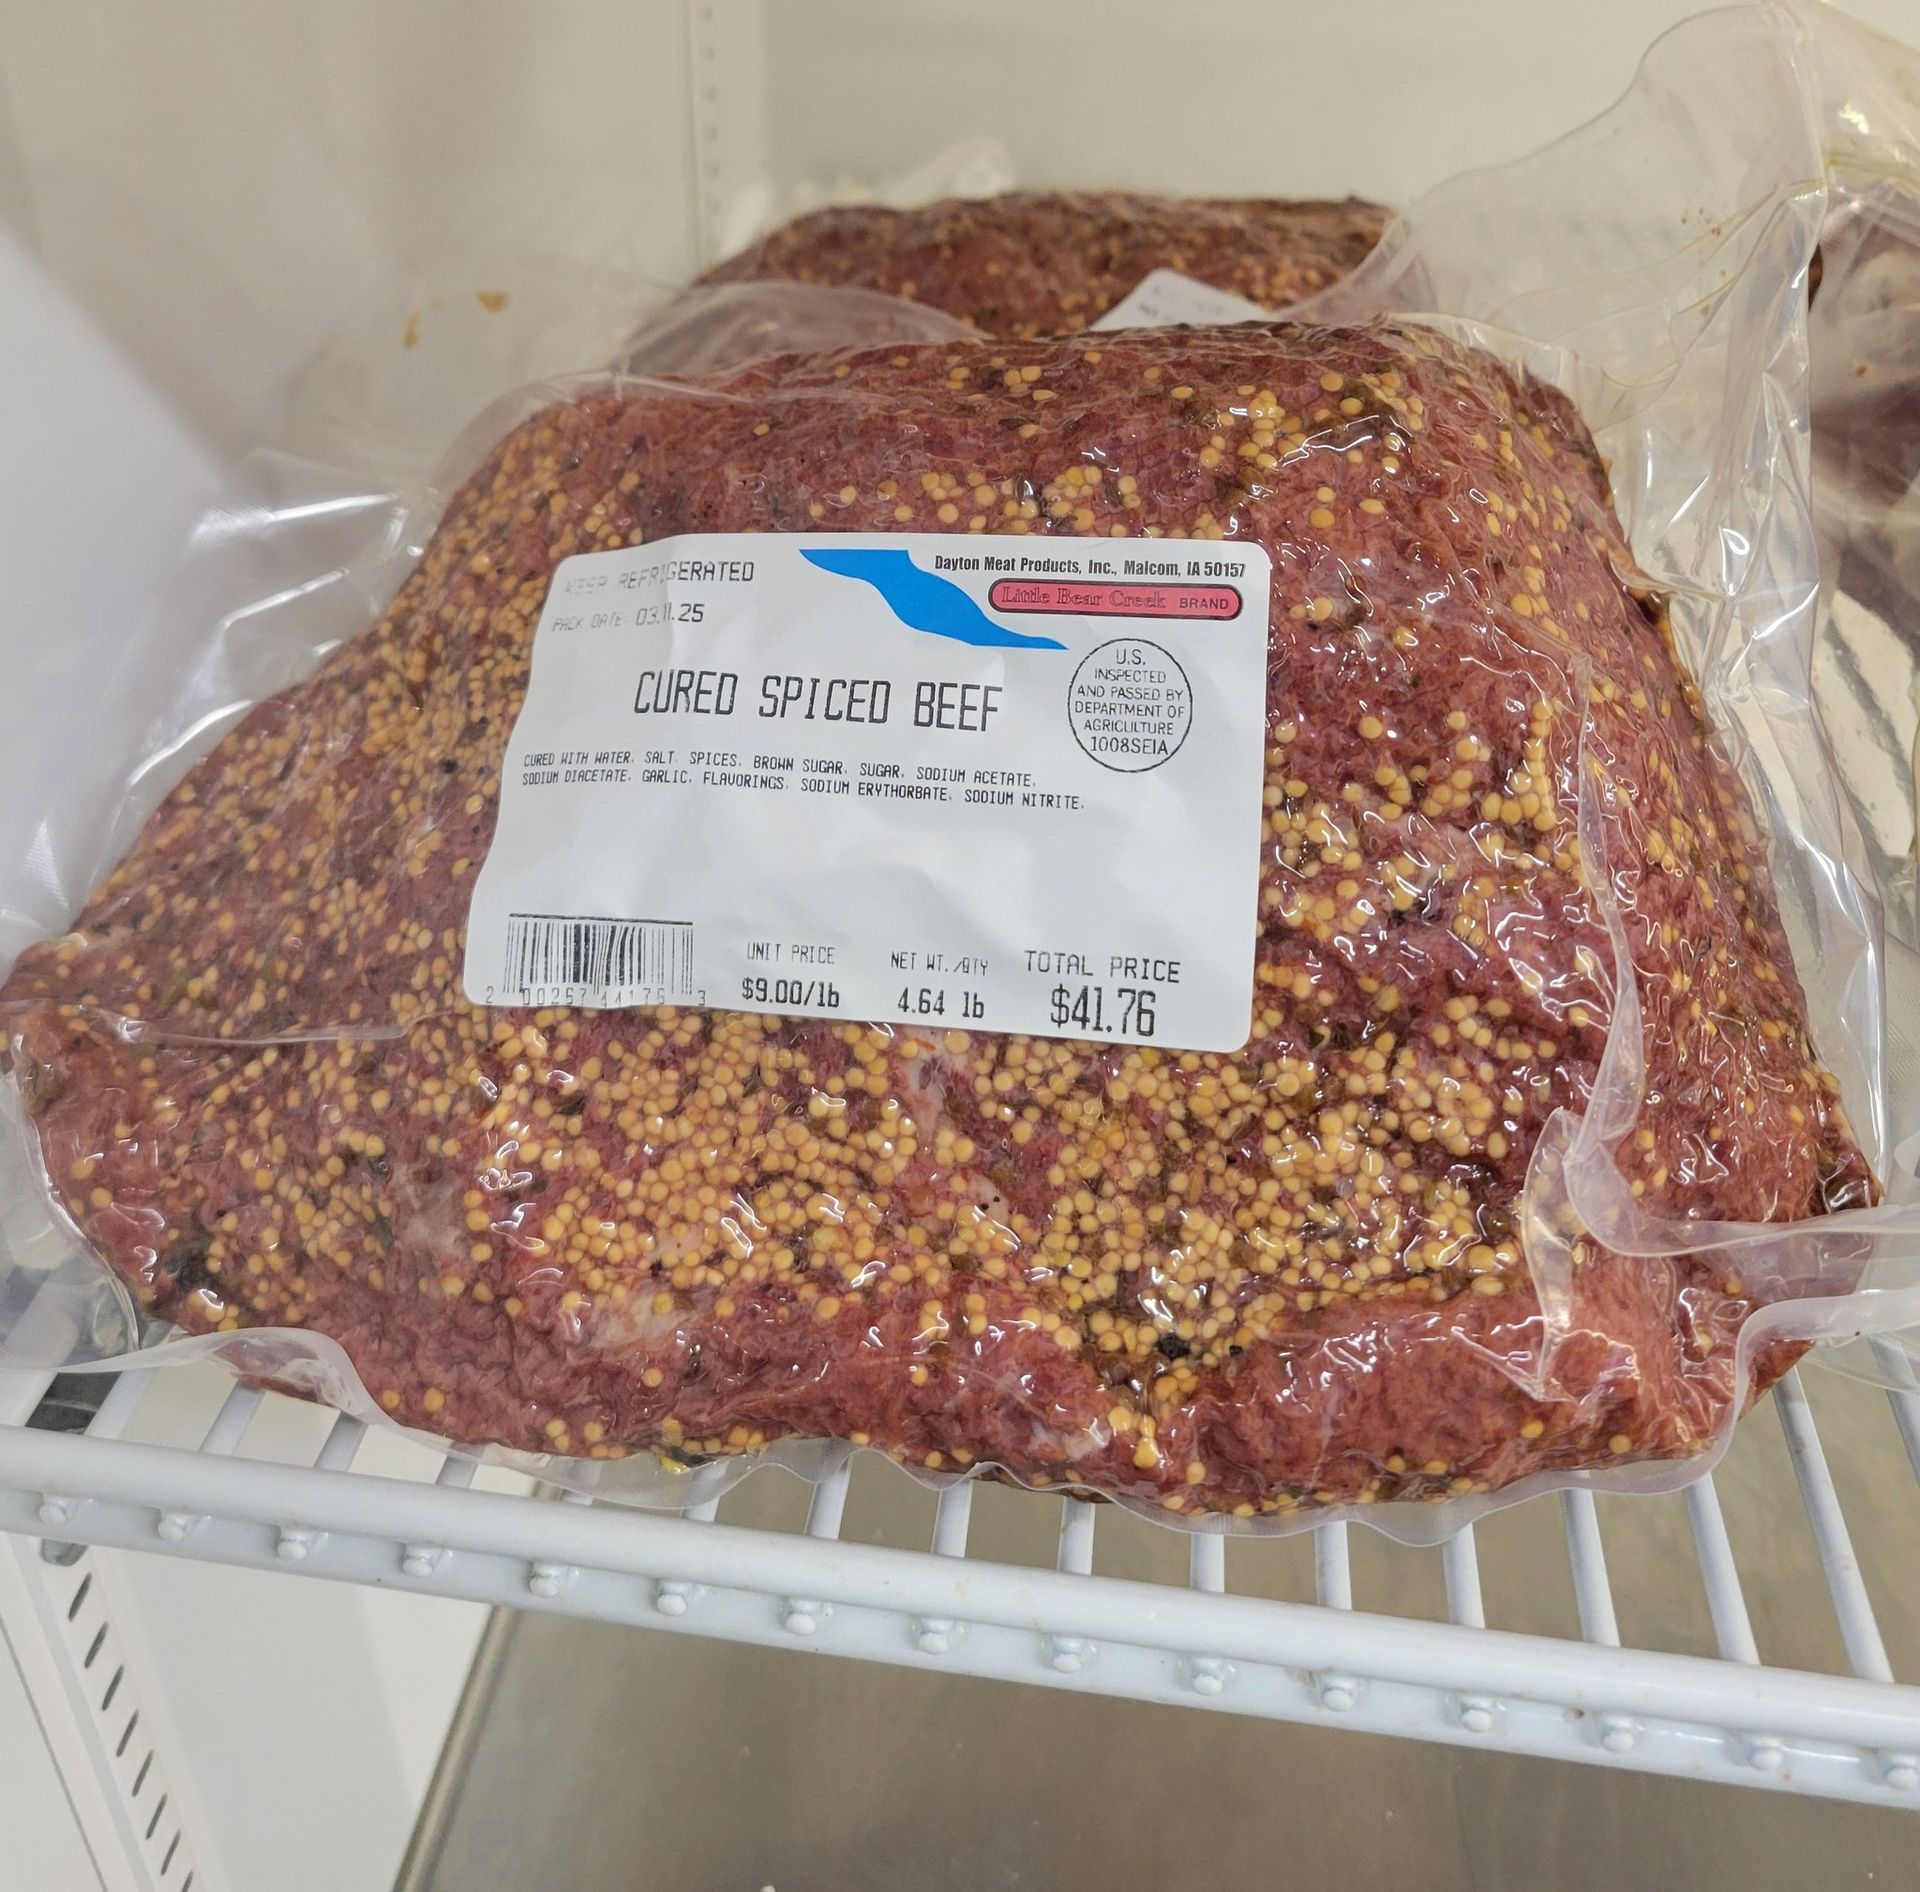 KEEP REFRIGERATED
PACK DATE: 03.11.25
Dayton Meat Products, Inc., Malcom, IA 50157
Little Bear Creek BRAND
CURED SPICED BEEF
U.S.
INSPECTED
AND PASSED BY
DEPARTMENT OF
AGRICULTURE
1008SEIA
CURED WITH WATER, SALT, SPICES, BROWN SUGAR, SUGAR, SODIUM ACETATE,
SODIUM DIACETATE, GARLIC, FLAVORINGS, SODIUM ERYTHORBATE, SODIUM NITRITE.
UNIT PRICE
NET WT./QTY
TOTAL PRICE
$9.00/lb
4.64 lb
$41.76